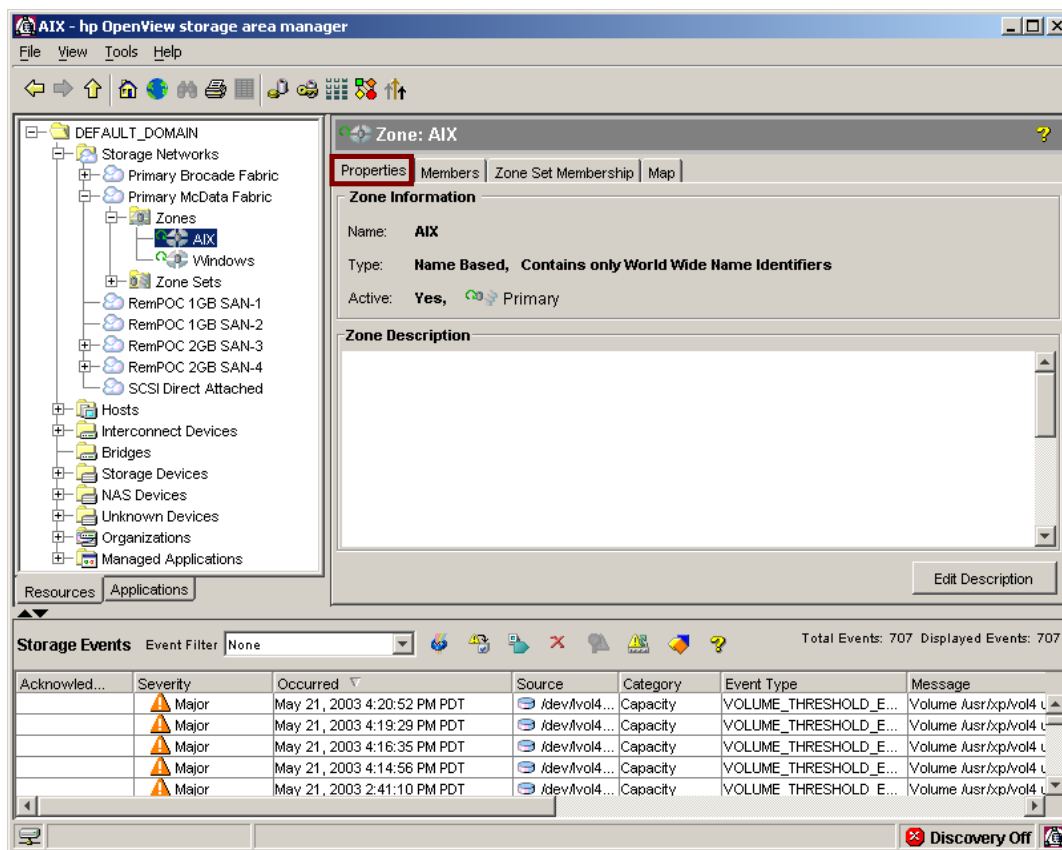 AIX - hp OpenView storage area manager
File View Tools Help
DEFAULT_DOMAIN
Storage Networks
Primary Brocade Fabric
Primary McData Fabric
Zones
AIX
Windows
Zone Sets
RemPOC 1GB SAN-1
RemPOC 1GB SAN-2
RemPOC 2GB SAN-3
RemPOC 2GB SAN-4
SCSI Direct Attached
Hosts
Interconnect Devices
Bridges
Storage Devices
NAS Devices
Unknown Devices
Organizations
Managed Applications
Resources Applications
Zone: AIX
Properties Members Zone Set Membership Map
Zone Information
Name: AIX
Type: Name Based, Contains only World Wide Name Identifiers
Active: Yes, Primary
Zone Description
Edit Description
Storage Events Event Filter None Total Events: 707 Displayed Events: 707
Acknowled... Severity Occurred Source Category Event Type Message
Major May 21, 2003 4:20:52 PM PDT /dev/lvol4... Capacity VOLUME_THRESHOLD_E... Volume /usr/xp/vol4 u
Major May 21, 2003 4:19:29 PM PDT /dev/lvol4... Capacity VOLUME_THRESHOLD_E... Volume /usr/xp/vol4 u
Major May 21, 2003 4:16:35 PM PDT /dev/lvol4... Capacity VOLUME_THRESHOLD_E... Volume /usr/xp/vol4 u
Major May 21, 2003 4:14:56 PM PDT /dev/lvol4... Capacity VOLUME_THRESHOLD_E... Volume /usr/xp/vol4 u
Major May 21, 2003 2:41:10 PM PDT /dev/lvol4... Capacity VOLUME_THRESHOLD_E... Volume /usr/xp/vol4 u
Discovery Off